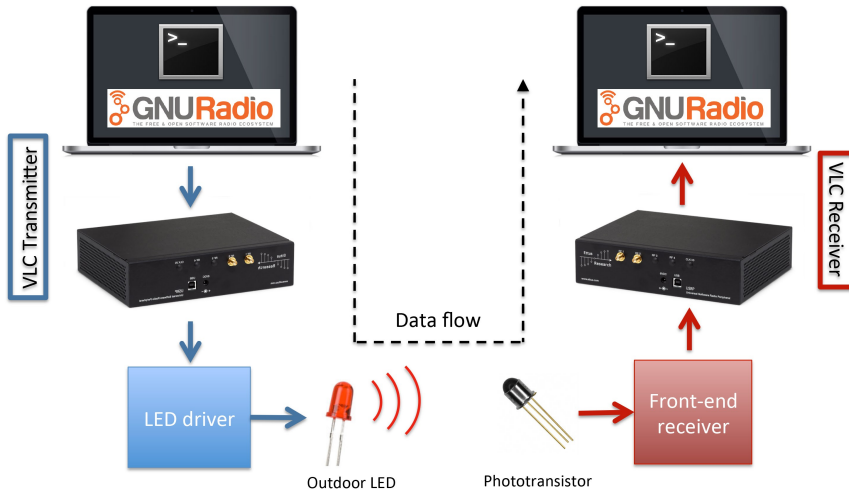 >_
GNURadio
THE FREE & OPEN SOFTWARE RADIO ECOSYSTEM
>_
GNURadio
THE FREE & OPEN SOFTWARE RADIO ECOSYSTEM
VLC Transmitter
VLC Receiver
Data flow
LED driver
Front-end
receiver
Outdoor LED
Phototransistor